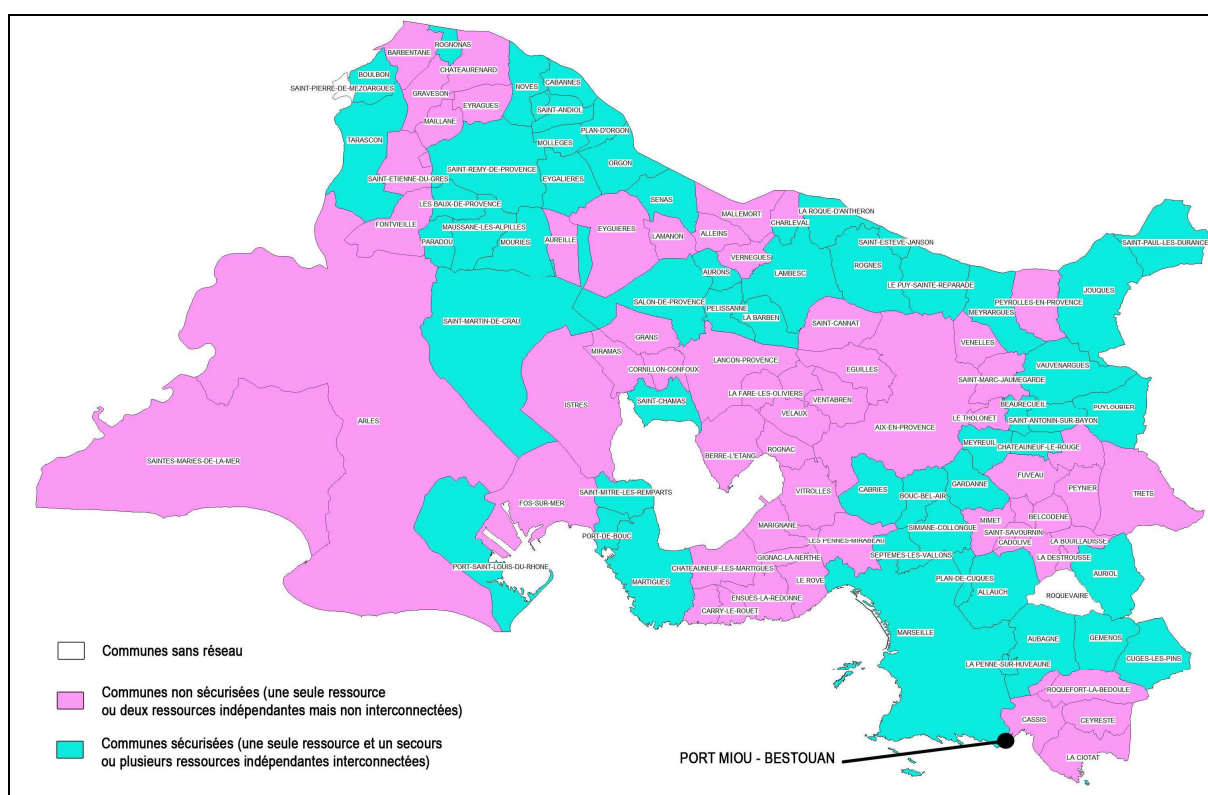 ROGNONAS
BARBENTANE
CHATEAURENARD
BOULBON
NOVES
CABANNES
SAINT-PIERRE-DE-MEZOARGUES
GRAVESON
EYRAGUES
SAINT-ANDIOL
MAILLANE
PLAN-D'ORGON
TARASCON
MOLLEGES
ORGON
SAINT-REMY-DE-PROVENCE
SAINT-ETIENNE-DU-GRES
EYGALIERES
SENAS
LES BAUX-DE-PROVENCE
MALLEMORT
LA ROQUE-D'ANTHERON
CHARLEVAL
FONTVIEILLE
MAUSSANE-LES-ALPILLES
EYGUIERES
LAMANON
ALLEINS
PARADOU
MOURIES
AUREILLE
SAINT-ESTEVE-JANSON
SAINT-PAUL-LES-DURANCE
VERNEGUES
ROGNES
AURONS
LAMBESC
LE PUY-SAINTE-REPARADE
JOUQUES
SALON-DE-PROVENCE
PELISSANNE
PEYROLLES-EN-PROVENCE
MEYRARGUES
LA BARBEN
SAINT-MARTIN-DE-CRAU
SAINT-CANNAT
GRANS
VENELLES
MIRAMAS
LANCON-PROVENCE
VAUVENARGUES
CORNILLON-CONFOUX
EGUILLES
SAINT-MARC-JAUMEGARDE
ISTRES
SAINT-CHAMAS
LA FARE-LES-OLIVIERS
VENTABREN
BEAURECUEIL
PUYLOUBIER
VELAUX
LE THOLONET
SAINT-ANTONIN-SUR-BAYON
ARLES
AIX-EN-PROVENCE
MEYREUIL
CHATEAUNEUF-LE-ROUGE
ROGNAC
BERRE-L'ETANG
SAINTES-MARIES-DE-LA-MER
FUVEAU
GARDANNE
CABRIES
BOUC-BEL-AIR
PEYNIER
TRETS
VITROLLES
SAINT-MITRE-LES-REMPARTS
FOS-SUR-MER
BELCODENE
MIMET
MARIGNANE
SIMIANE-COLLONGUE
SAINT-SAVOURNIN
PORT-DE-BOUC
LES PENNES-MIRABEAU
CADOLIVE
LA BOUILLADISSE
SEPTEMES-LES-VALLONS
GIGNAC-LA-NERTHE
LA DESTROUSSE
PORT-SAINT-LOUIS-DU-RHONE
CHATEAUNEUF-LES-MARTIGUES
AURIOL
MARTIGUES
LE ROVE
PLAN-DE-CUQUES
ALLAUCH
ROQUEVAIRE
ENSUES-LA-REDONNE
CARRY-LE-ROUET
MARSEILLE
AUBAGNE
GEMENOS
CUGES-LES-PINS
LA PENNE-SUR-HUVEAUNE
ROQUEFORT-LA-BEDOULE
CASSIS
CEYRESTE
LA CIOTAT
Communes sans réseau
Communes non sécurisées (une seule ressource
ou deux ressources indépendantes mais non interconnectées)
Communes sécurisées (une seule ressource et un secours
ou plusieurs ressources indépendantes interconnectées)
PORT MIOU - BESTOUAN